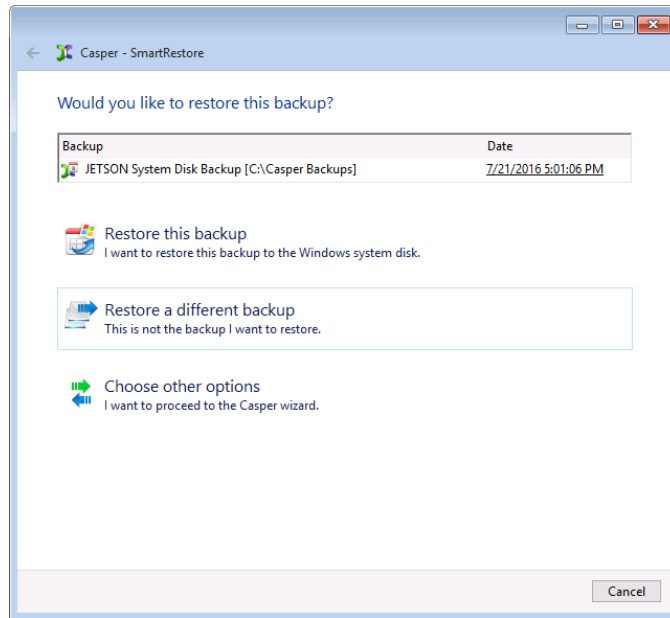 Casper - SmartRestore
Would you like to restore this backup?
Backup Date
JETSON System Disk Backup [C:\Casper Backups] 7/21/2016 5:01:06 PM
Restore this backup
I want to restore this backup to the Windows system disk.
Restore a different backup
This is not the backup I want to restore.
Choose other options
I want to proceed to the Casper wizard.
Cancel